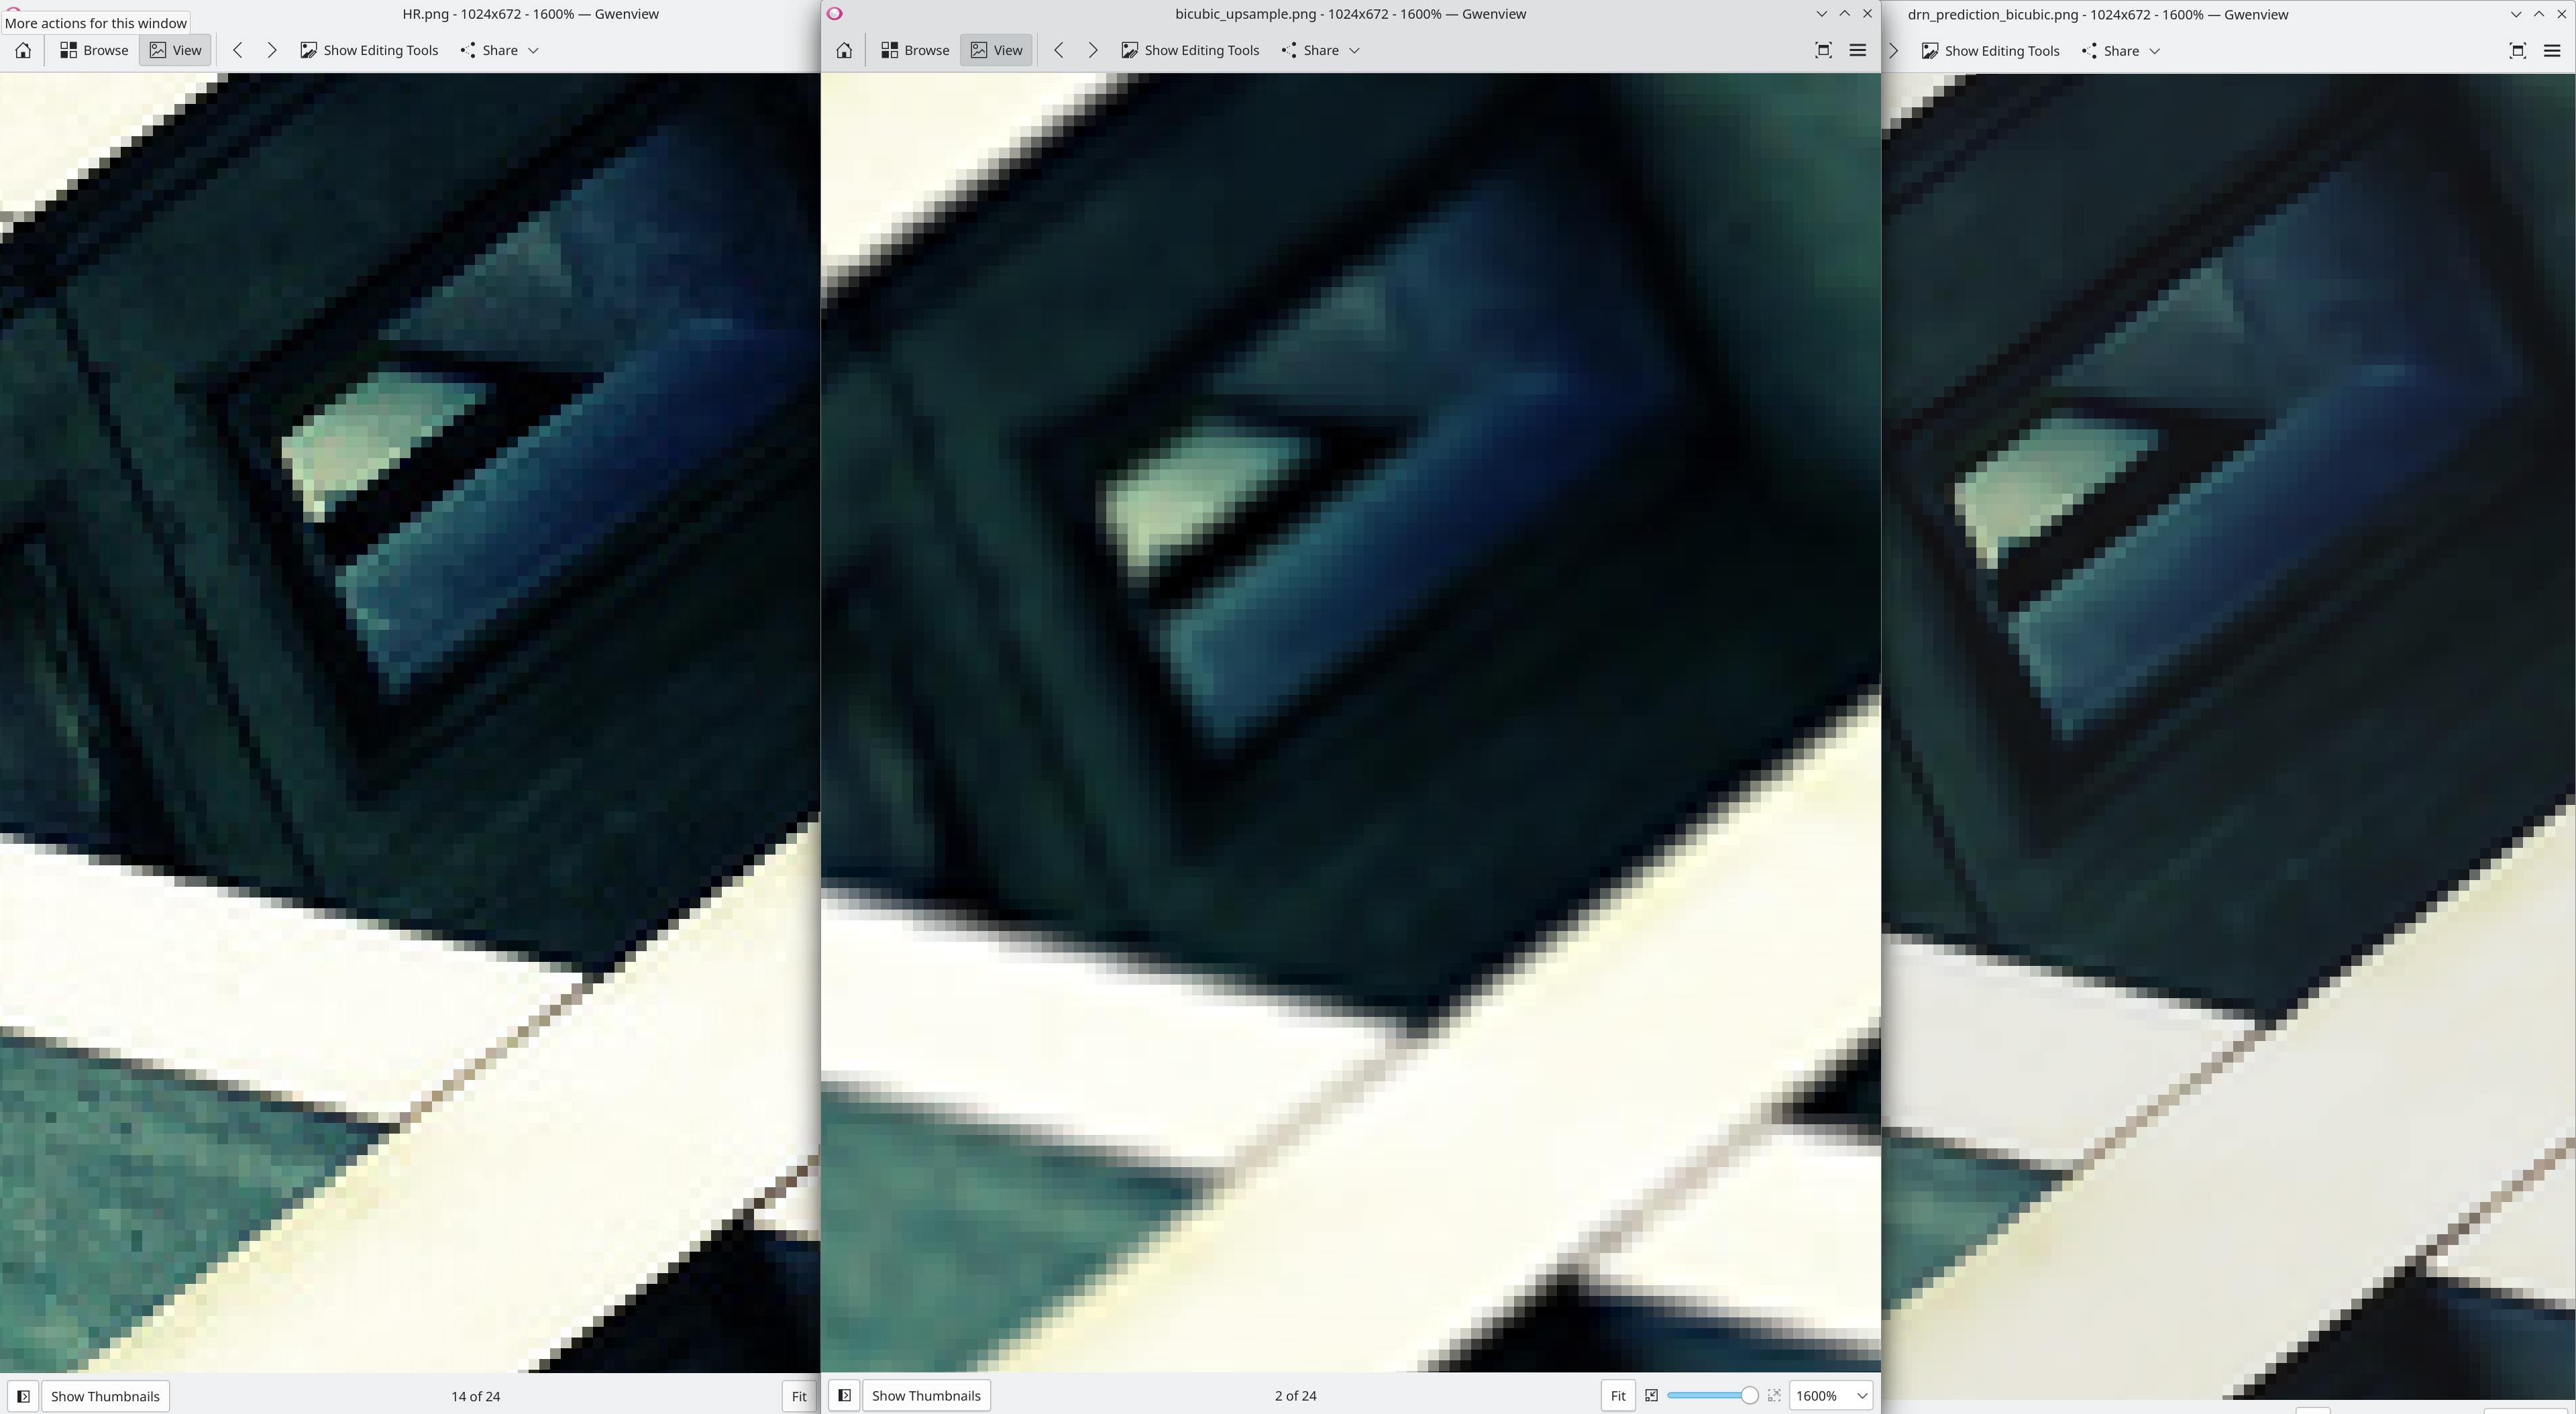 HR.png - 1024x672 - 1600% — Gwenview
More actions for this window
Browse View Show Editing Tools Share
Show Thumbnails 14 of 24 Fit
bicubic_upsample.png - 1024x672 - 1600% — Gwenview
Browse View Show Editing Tools Share
Show Thumbnails 2 of 24 Fit 1600%
drn_prediction_bicubic.png - 1024x672 - 1600% — Gwenview
Show Editing Tools Share